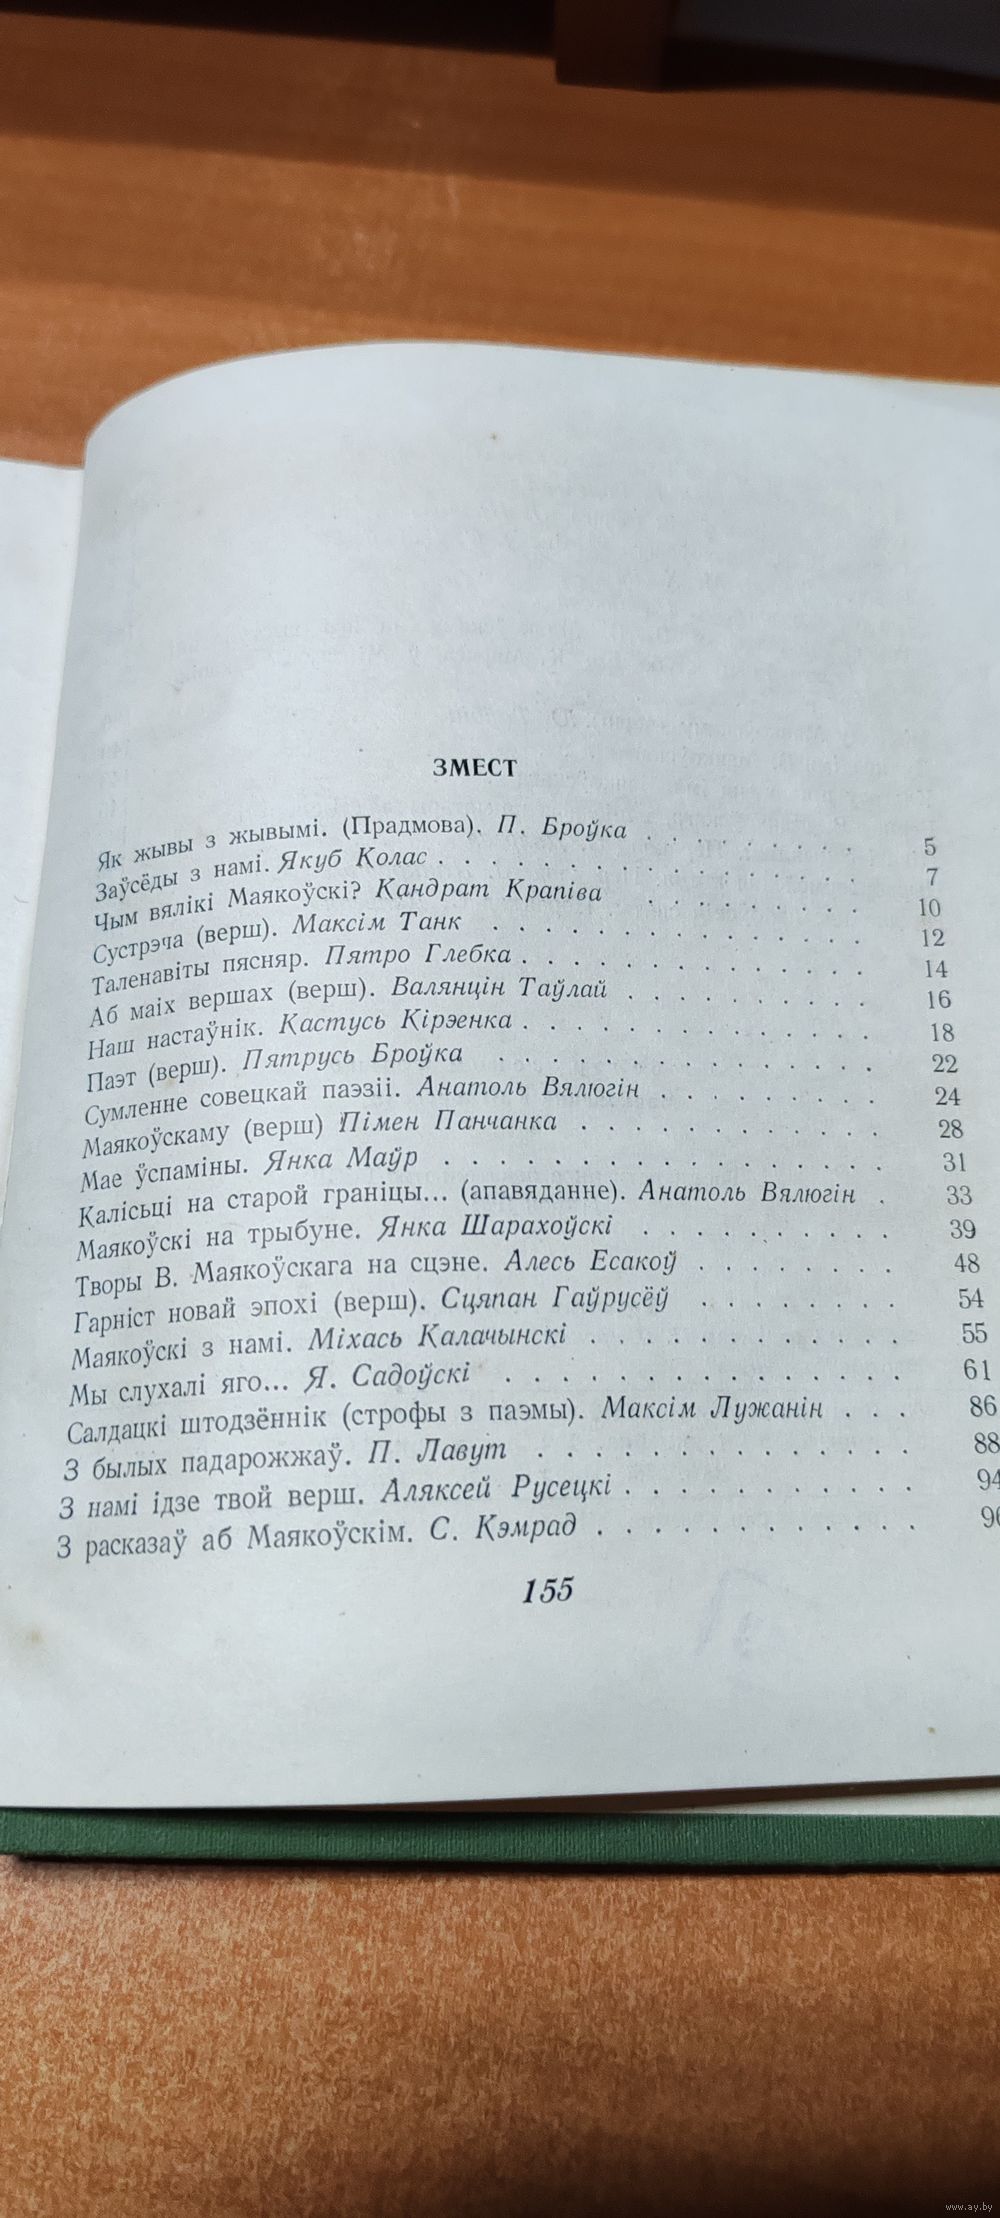 ЗМЕСТ
Як жывы з жывымі. (Прадмова). П. Броўка . . . . . . . . . 5
Заўсёды з намі. Якуб Колас . . . . . . . . . . . . . . . . 7
Чым вялікі Маякоўскі? Кандрат Крапіва . . . . . . . . . 10
Сустрэча (верш). Максім Танк . . . . . . . . . . . . . . 12
Таленавіты пясняр. Пятро Глебка . . . . . . . . . . . . . . 14
Аб маіх вершах (верш). Валянцін Таўлай . . . . . . . . . . 16
Наш настаўнік. Кастусь Кірэенка . . . . . . . . . . . . . . 18
Паэт (верш). Пятрусь Броўка . . . . . . . . . . . . . . . 22
Сумленне совецкай паэзіі. Анатоль Вялюгін . . . . . . . . . 24
Маякоўскаму (верш) Пімен Панчанка . . . . . . . . . . . . 28
Мае ўспаміны. Янка Маўр . . . . . . . . . . . . . . . . . 31
Калісьці на старой граніцы... (апавяданне). Анатоль Вялюгін . 33
Маякоўскі на трыбуне. Янка Шарахоўскі . . . . . . . . . . 39
Творы В. Маякоўскага на сцэне. Алесь Есакоў . . . . . . . . 48
Гарніст новай эпохі (верш). Сцяпан Гаўрусёў . . . . . . . . 54
Маякоўскі з намі. Міхась Калачынскі . . . . . . . . . . . . 55
Мы слухалі яго... Я. Садоўскі . . . . . . . . . . . . . . . 61
Салдацкі штодзённік (строфы з паэмы). Максім Лужанін . . . 86
З былых падарожжаў. П. Лавут . . . . . . . . . . . . . . 88
З намі ідзе твой верш. Аляксей Русецкі . . . . . . . . . . . . 94
З расказаў аб Маякоўскім. С. Кэмрад . . . . . . . . . . . . 96
155
www.ay.by